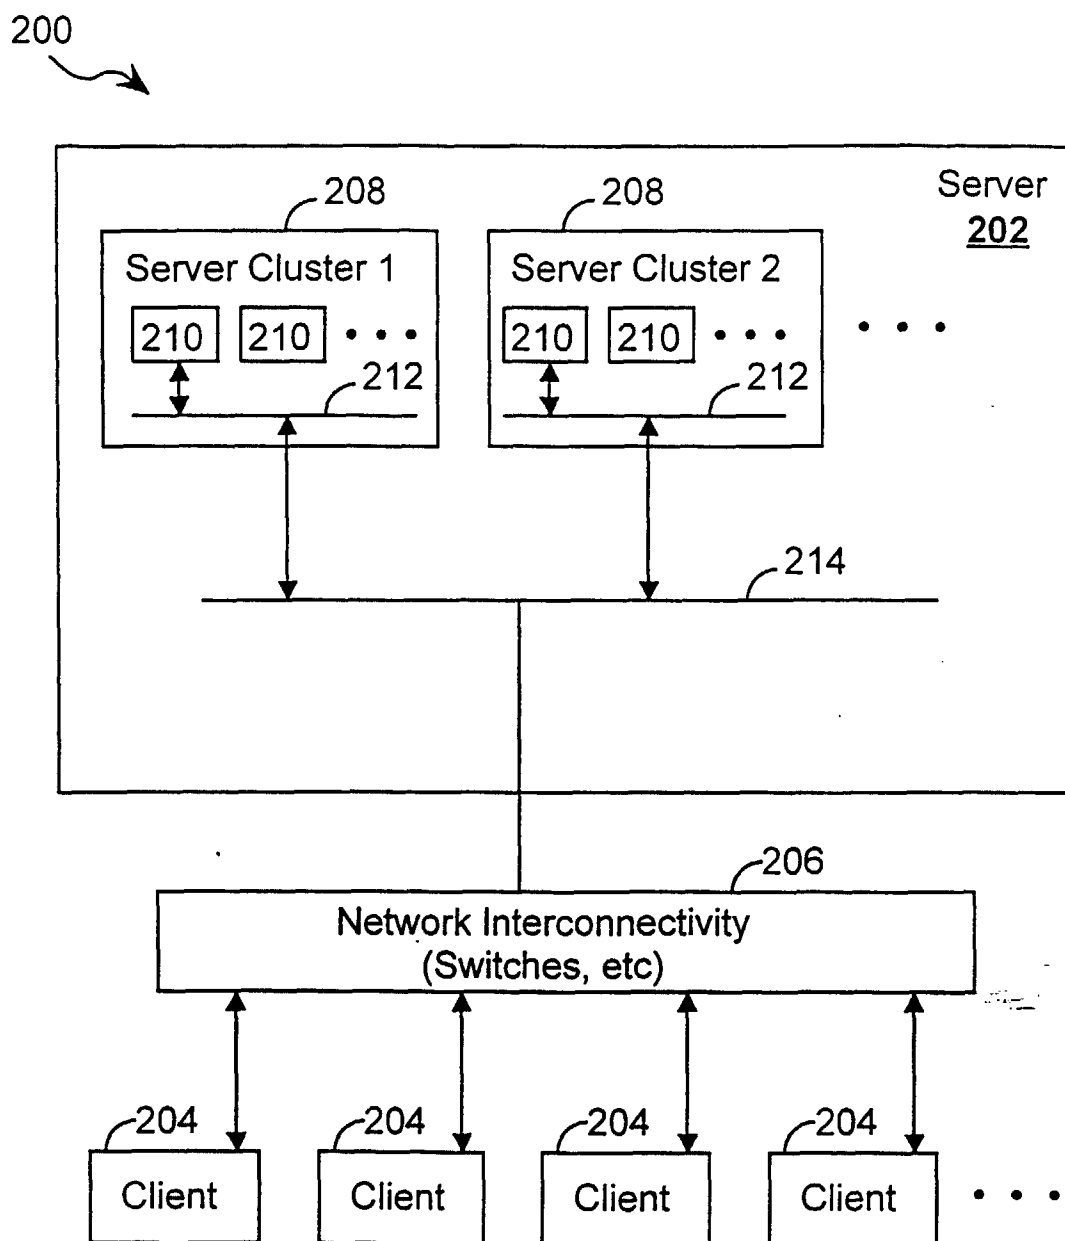 200
Server
202
208
208
Server Cluster 1
Server Cluster 2
210 210 • • •
210 210 • • •
• • •
212
212
214
206
Network Interconnectivity
(Switches, etc)
204
204
204
204
Client
Client
Client
Client
• • •